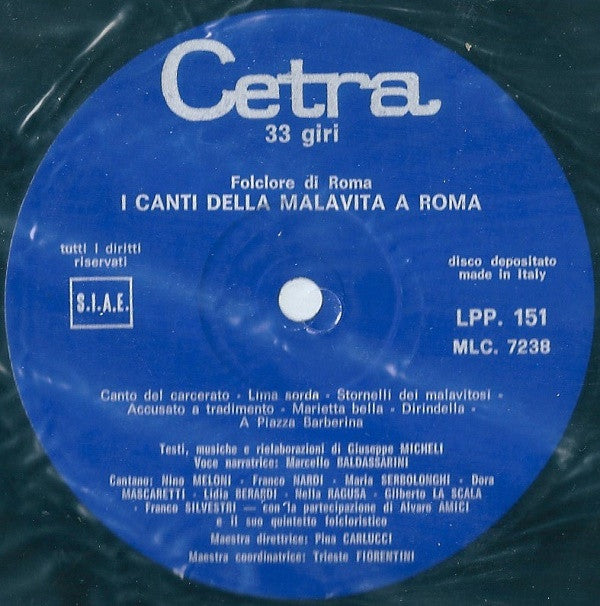 Cetra
33 giri
Folclore di Roma
I CANTI DELLA MALAVITA A ROMA
tutti i diritti
riservati
S.I.A.E.
disco depositato
made in Italy
LPP. 151
MLC. 7238
Canto del carcerato - Lima sorda - Stornelli dei malavitosi -
Accusato a tradimento - Marietta bella - Dirindella -
A Piazza Barberina
Testi, musiche e rielaborazioni di Giuseppe MICHELI
Voce narratrice: Marcello BALDASSARINI
Cantano: Nino MELONI - Franco NARDI - Maria SERBOLONGHI - Dora
MASCARETTI - Lidia BERARDI - Nella RAGUSA - Gilberto LA SCALA
- Franco SILVESTRI - con la partecipazione di Alvaro AMICI
e il suo quintetto folcloristico
Maestra direttrice: Pina CARLUCCI
Maestra coordinatrice: Trieste FIORENTINI